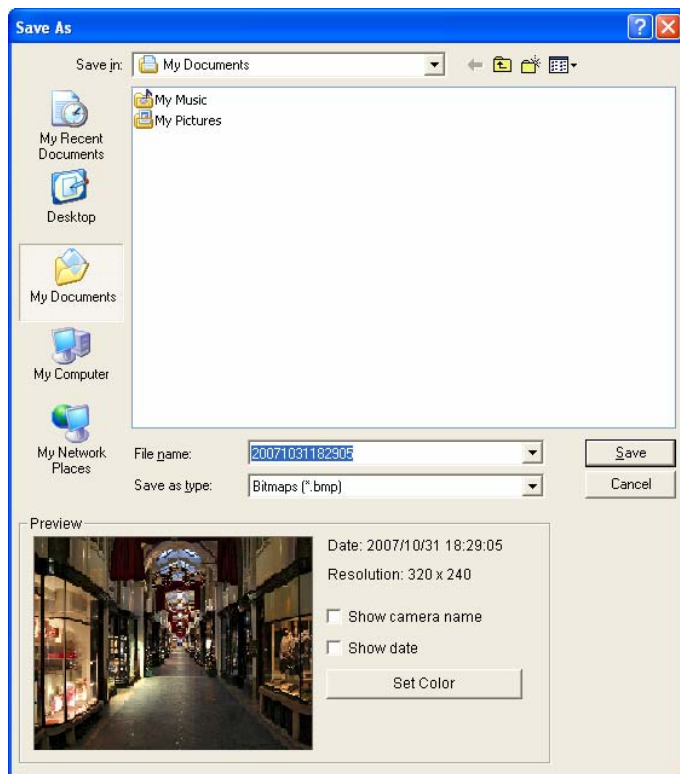 Save As
Save in: My Documents
My Recent Documents
Desktop
My Documents
My Computer
My Network Places
My Music
My Pictures
File name: 20071031182905
Save
Save as type: Bitmaps (*.bmp)
Cancel
Preview
Date: 2007/10/31 18:29:05
Resolution: 320 x 240
Show camera name
Show date
Set Color